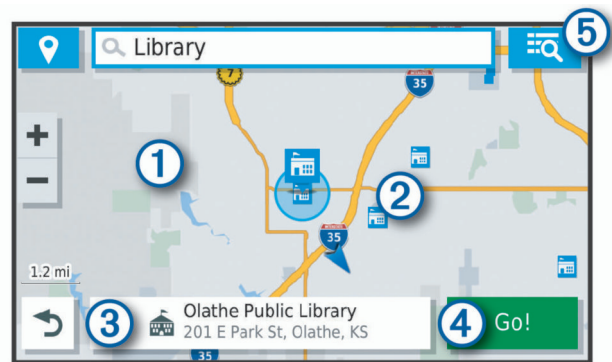 Library
5
7
35
+
1
−
2
35
1.2 mi
3
Olathe Public Library
201 E Park St, Olathe, KS
4
Go!
35